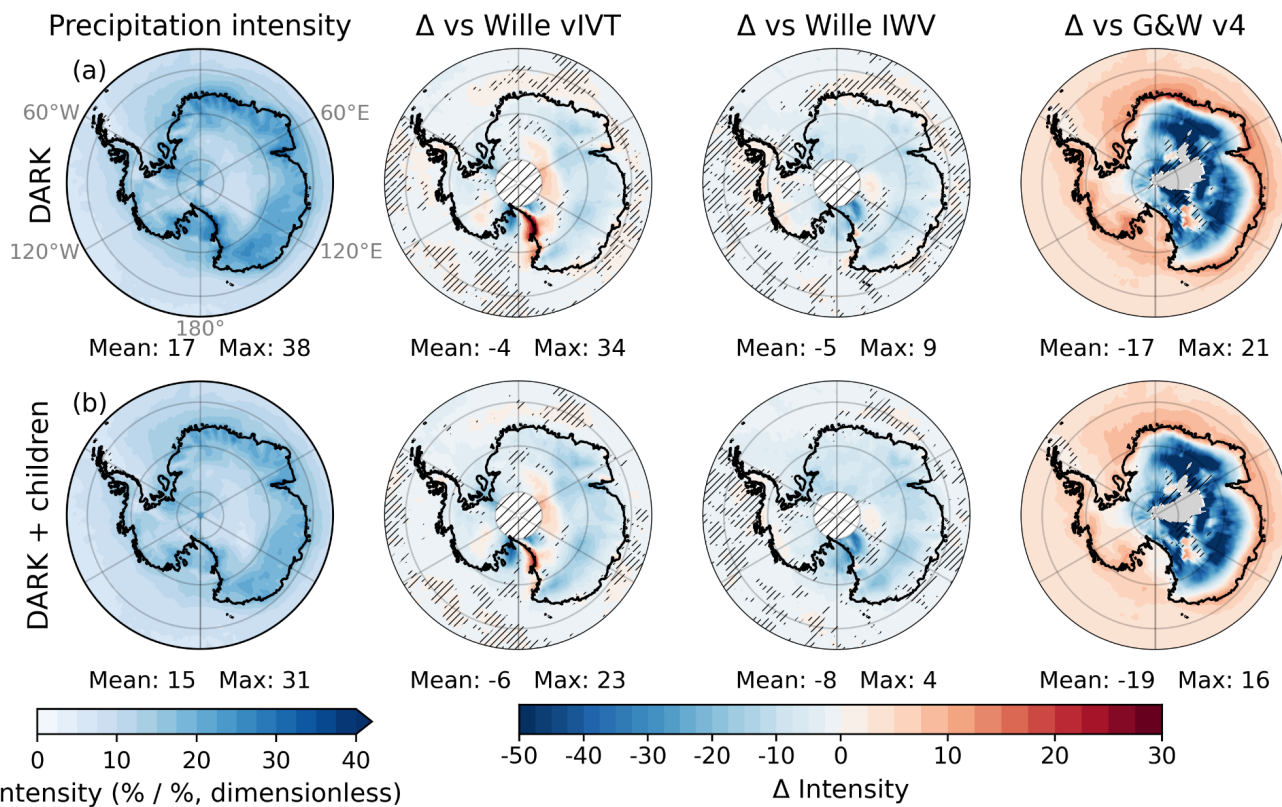 Precipitation intensity
Δ vs Wille vIVT
Δ vs Wille IWV
Δ vs G&W v4
(a)
60°W
60°E
DARK
120°W
120°E
180°
Mean: 17 Max: 38
Mean: -4 Max: 34
Mean: -5 Max: 9
Mean: -17 Max: 21
(b)
DARK + children
Mean: 15 Max: 31
Mean: -6 Max: 23
Mean: -8 Max: 4
Mean: -19 Max: 16
0 10 20 30 40
ntensity (% / %, dimensionless)
-50 -40 -30 -20 -10 0 10 20 30
Δ Intensity